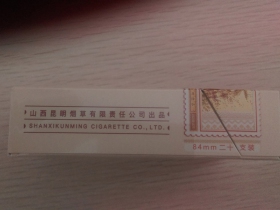 山西昆明烟草有限责任公司出品
SHANXIKUNMING CIGARETTE CO., LTD.
84mm 二十支装